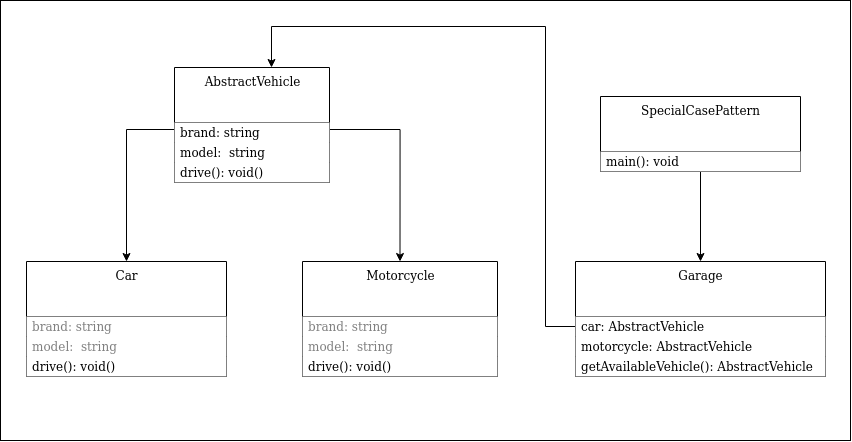 AbstractVehicle
brand: string
model:  string
drive(): void()
SpecialCasePattern
main(): void
Car
brand: string
model:  string
drive(): void()
Motorcycle
brand: string
model:  string
drive(): void()
Garage
car: AbstractVehicle
motorcycle: AbstractVehicle
getAvailableVehicle(): AbstractVehicle